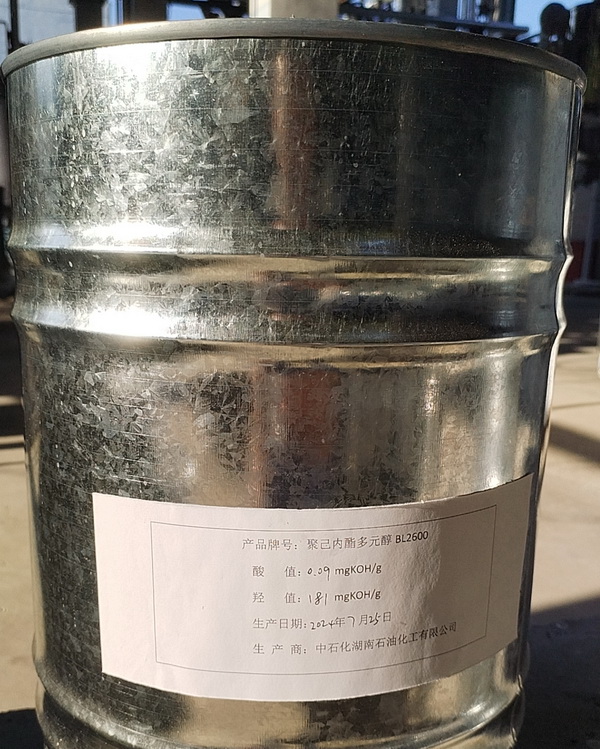 产品牌号：聚己内酯多元醇 BL2600
酸 值：0.09 mgKOH/g
羟 值：181 mgKOH/g
生产日期：2024年7月25日
生 产 商：中石化湖南石油化工有限公司